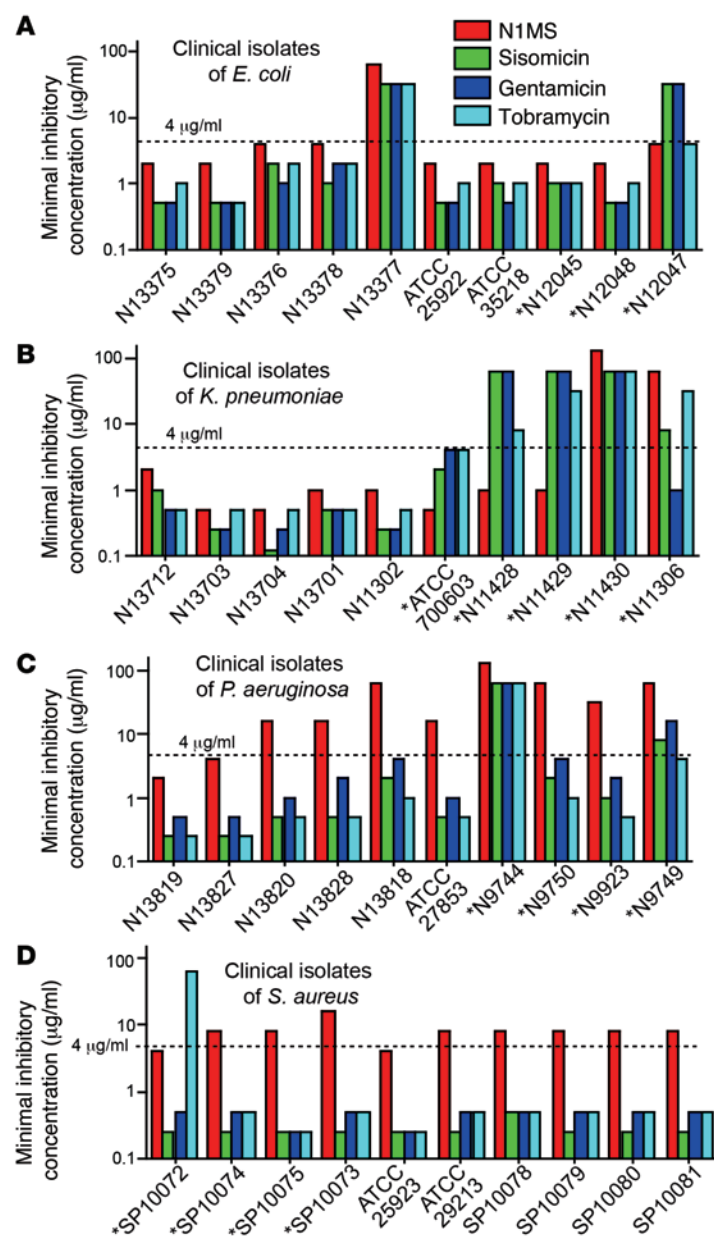 A
Clinical isolates
of E. coli
N1MS
Sisomicin
Gentamicin
Tobramycin
Minimal inhibitory
concentration (μg/ml)
100
10
1
0.1
4 μg/ml
N13375
N13379
N13376
N13378
N13377
ATCC
25922
ATCC
35218
*N12045
*N12048
*N12047
B
Clinical isolates
of K. pneumoniae
Minimal inhibitory
concentration (μg/ml)
100
10
1
0.1
4 μg/ml
N13712
N13703
N13704
N13701
N11302
*ATCC
700603
*N11428
*N11429
*N11430
*N11306
C
Clinical isolates
of P. aeruginosa
Minimal inhibitory
concentration (μg/ml)
100
10
1
0.1
4 μg/ml
N13819
N13827
N13820
N13828
N13818
ATCC
27853
*N9744
*N9750
*N9923
*N9749
D
Clinical isolates
of S. aureus
Minimal inhibitory
concentration (μg/ml)
100
10
4 μg/ml
1
0.1
*SP10072
*SP10074
*SP10075
*SP10073
ATCC
25923
ATCC
29213
SP10078
SP10079
SP10080
SP10081